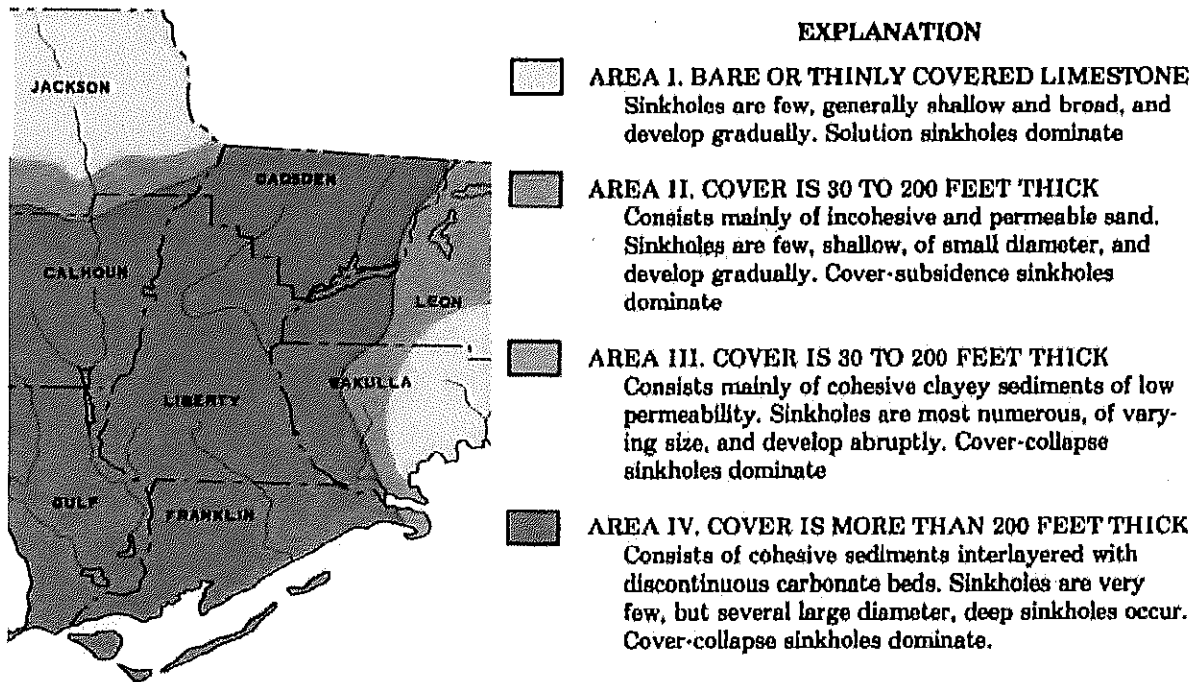 JACKSON
GADSDEN
CALHOUN
LEON
WAKULLA
LIBERTY
GULF
FRANKLIN
EXPLANATION
AREA I. BARE OR THINLY COVERED LIMESTONE
Sinkholes are few, generally shallow and broad, and
develop gradually. Solution sinkholes dominate
AREA II. COVER IS 30 TO 200 FEET THICK
Consists mainly of incohesive and permeable sand.
Sinkholes are few, shallow, of small diameter, and
develop gradually. Cover-subsidence sinkholes
dominate
AREA III. COVER IS 30 TO 200 FEET THICK
Consists mainly of cohesive clayey sediments of low
permeability. Sinkholes are most numerous, of vary-
ing size, and develop abruptly. Cover-collapse
sinkholes dominate
AREA IV. COVER IS MORE THAN 200 FEET THICK
Consists of cohesive sediments interlayered with
discontinuous carbonate beds. Sinkholes are very
few, but several large diameter, deep sinkholes occur.
Cover-collapse sinkholes dominate.